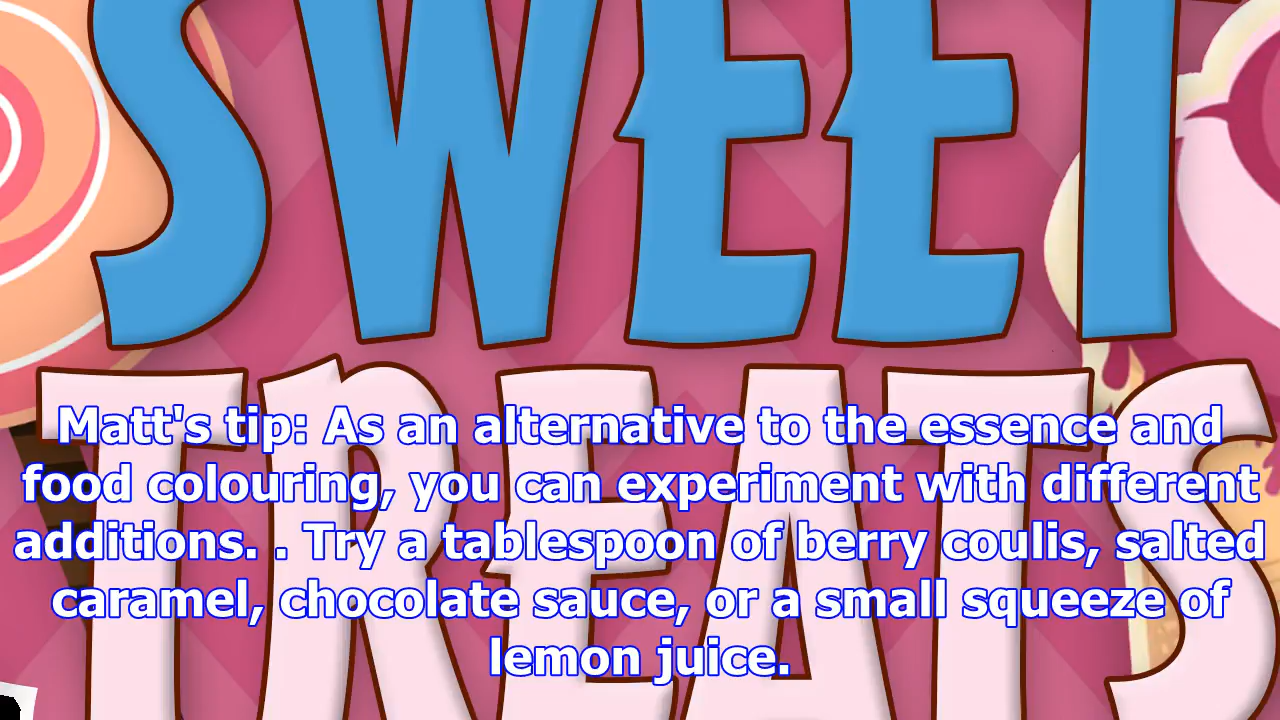 SWEET
TREATS
Matt's tip: As an alternative to the essence and
food colouring, you can experiment with different
additions. . Try a tablespoon of berry coulis, salted
caramel, chocolate sauce, or a small squeeze of
lemon juice.